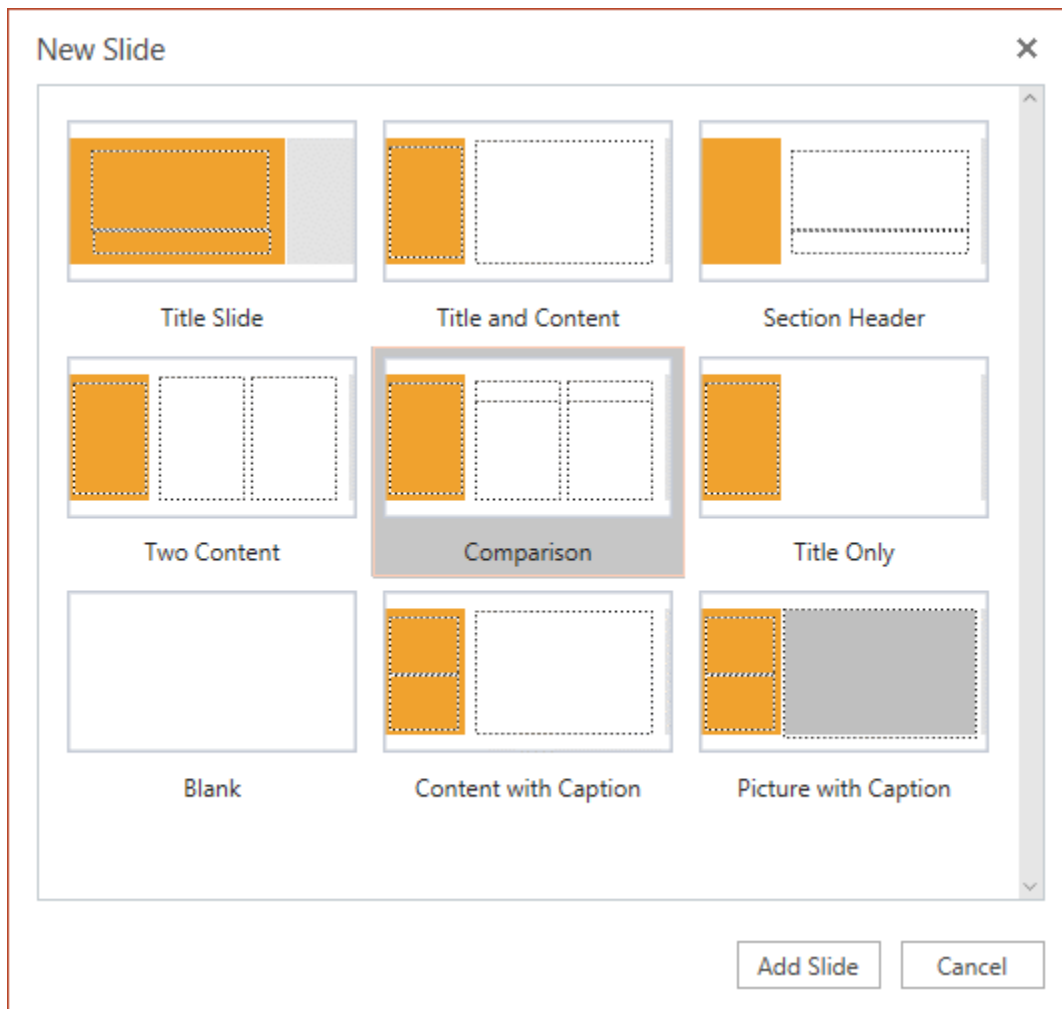 New Slide
Title Slide
Title and Content
Section Header
Two Content
Comparison
Title Only
Blank
Content with Caption
Picture with Caption
Add Slide
Cancel